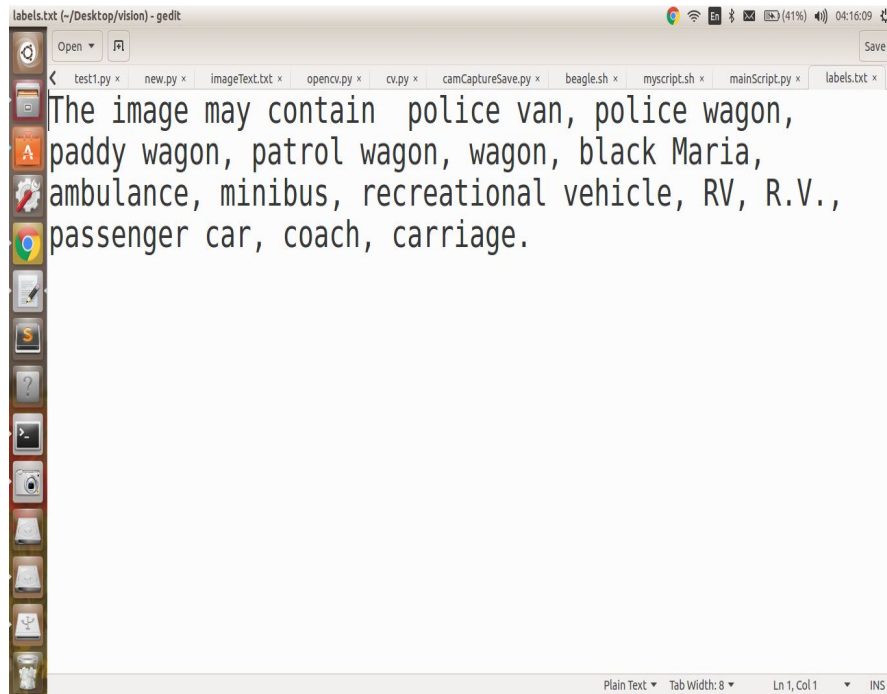 labels.txt (~/Desktop/vision) - gedit
En (41%) 04:16:09
Open Save
test1.py × new.py × imageText.txt × opencv.py × cv.py × camCaptureSave.py × beagle.sh × myscript.sh × mainScript.py × labels.txt ×
The image may contain  police van, police wagon,
paddy wagon, patrol wagon, wagon, black Maria,
ambulance, minibus, recreational vehicle, RV, R.V.,
passenger car, coach, carriage.
Plain Text Tab Width: 8 Ln 1, Col 1 INS